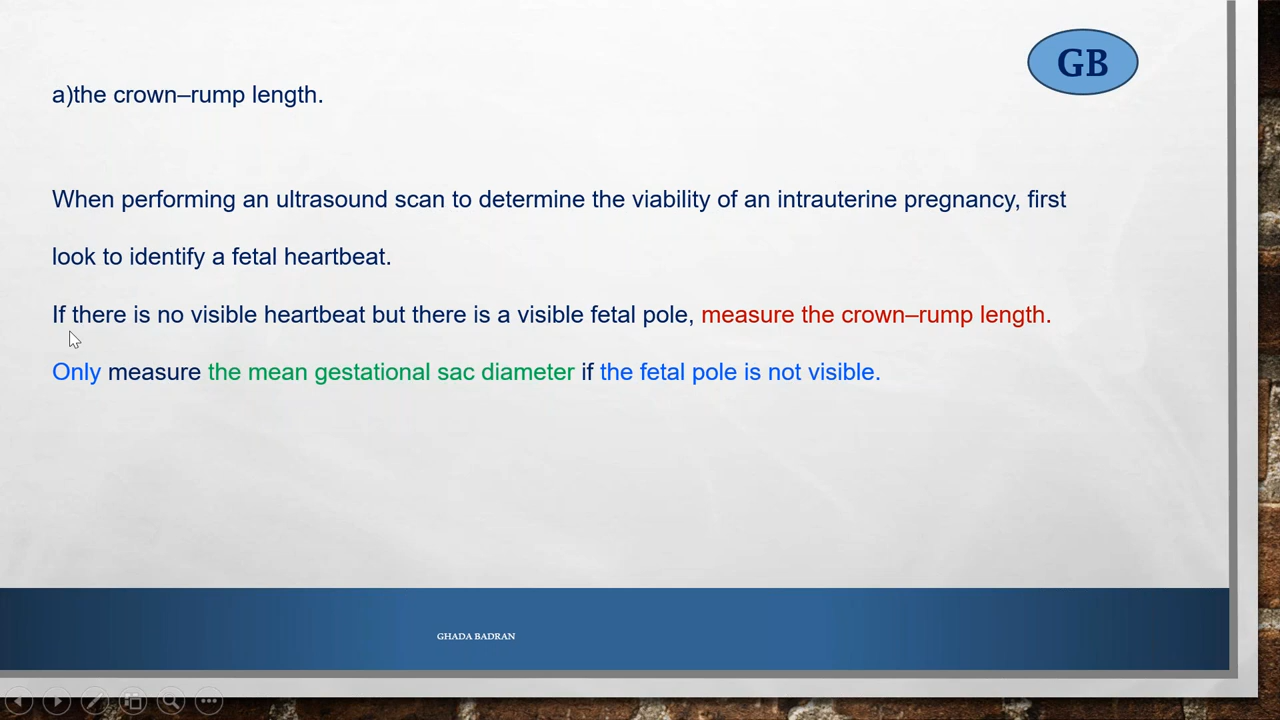 GB
a)the crown–rump length.
When performing an ultrasound scan to determine the viability of an intrauterine pregnancy, first
look to identify a fetal heartbeat.
If there is no visible heartbeat but there is a visible fetal pole, measure the crown–rump length.
Only measure the mean gestational sac diameter if the fetal pole is not visible.
GHADA BADRAN